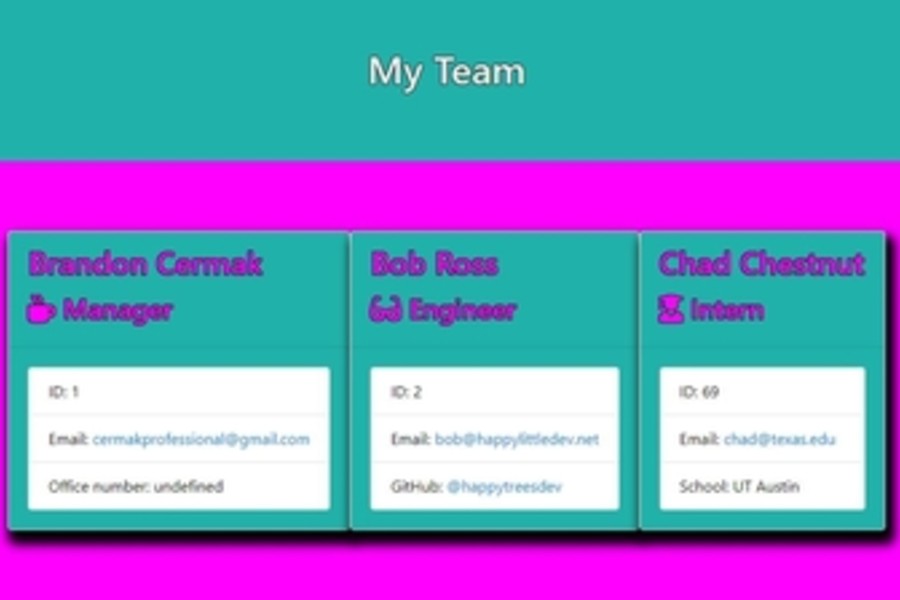 My Team
Brandon Cermak
Manager
ID: 1
Email: cermakprofessional@gmail.com
Office number: undefined
Bob Ross
Engineer
ID: 2
Email: bob@happylittledev.net
GitHub: @happytreesdev
Chad Chestnut
Intern
ID: 69
Email: chad@texas.edu
School: UT Austin